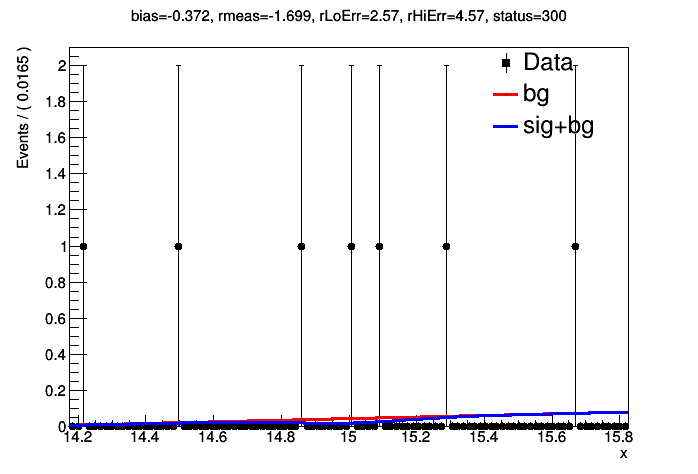 bias=-0.372, rmeas=-1.699, rLoErr=2.57, rHiErr=4.57, status=300
Events / ( 0.0165 )
2
1.8
1.6
1.4
1.2
1
0.8
0.6
0.4
0.2
0
Data
bg
sig+bg
14.2 14.4 14.6 14.8 15 15.2 15.4 15.6 15.8
x